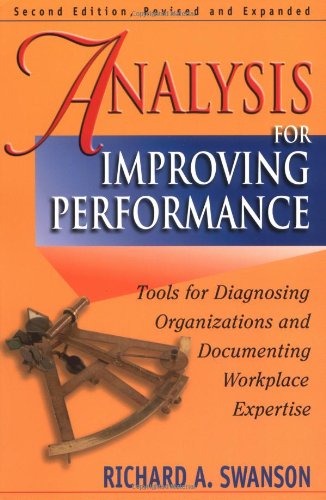 Second Edition, Revised and Expanded
ANALYSIS
FOR
IMPROVING
PERFORMANCE
Tools for Diagnosing
Organizations and
Documenting
Workplace
Expertise
RICHARD A. SWANSON